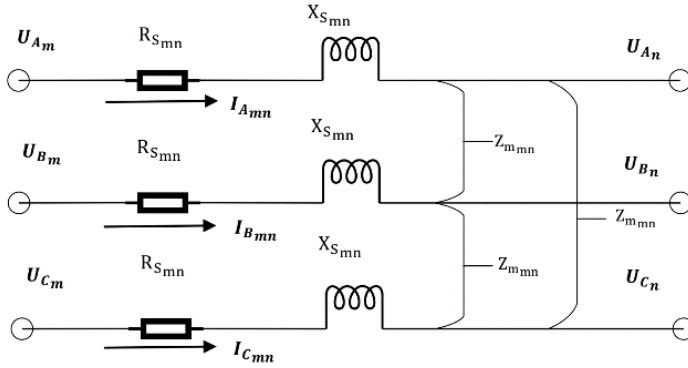 X_{S_{mn}}
U_{A_m} R_{S_{mn}} U_{A_n}
I_{A_{mn}}
U_{B_m} R_{S_{mn}} X_{S_{mn}} Z_{m_{mn}} U_{B_n}
I_{B_{mn}} Z_{m_{mn}}
U_{C_m} R_{S_{mn}} X_{S_{mn}} Z_{m_{mn}} U_{C_n}
I_{C_{mn}}